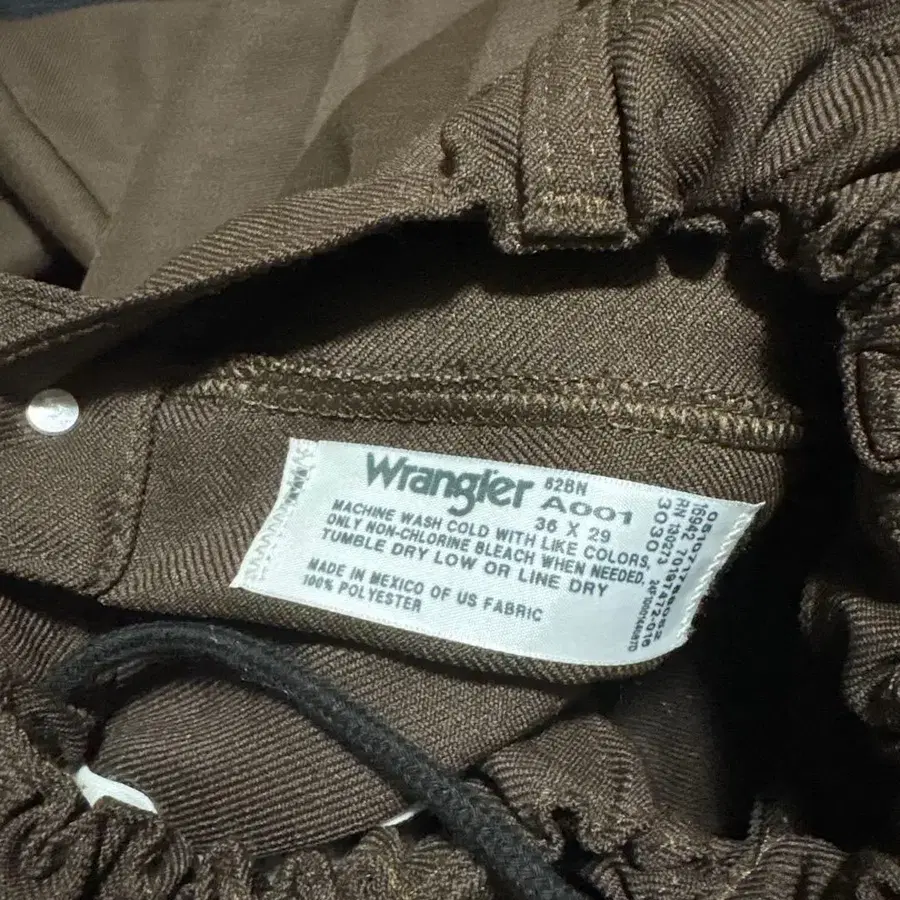 Wrangler 82BN
A001
36 X 29
MACHINE WASH COLD WITH LIKE COLORS,
ONLY NON-CHLORINE BLEACH WHEN NEEDED,
TUMBLE DRY LOW OR LINE DRY
MADE IN MEXICO OF US FABRIC
100% POLYESTER
3030
RN 130273